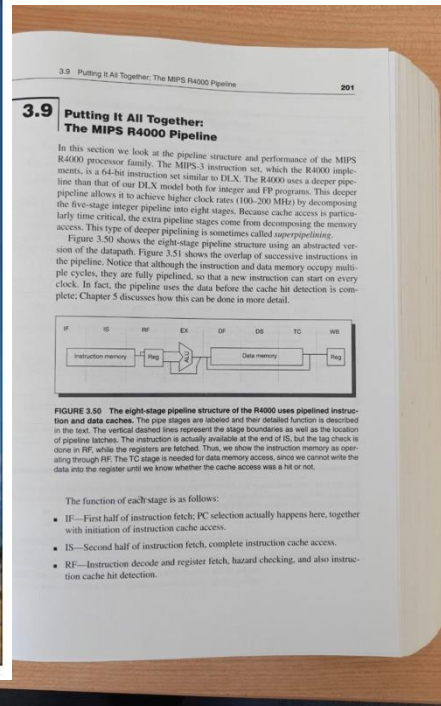 3.9 Putting It All Together: The MIPS R4000 Pipeline
201
3.9
Putting It All Together:
The MIPS R4000 Pipeline
In this section we look at the pipeline structure and performance of the MIPS
R4000 processor family. The MIPS-3 instruction set, which the R4000 imple-
ments, is a 64-bit instruction set similar to DLX. The R4000 uses a deeper pipe-
line than that of our DLX model both for integer and FP programs. This deeper
pipeline allows it to achieve higher clock rates (100–200 MHz) by decomposing
the five-stage integer pipeline into eight stages. Because cache access is particu-
larly time critical, the extra pipeline stages come from decomposing the memory
access. This type of deeper pipelining is sometimes called superpipelining.
Figure 3.50 shows the eight-stage pipeline structure using an abstracted ver-
sion of the datapath. Figure 3.51 shows the overlap of successive instructions in
the pipeline. Notice that although the instruction and data memory occupy multi-
ple cycles, they are fully pipelined, so that a new instruction can start on every
clock. In fact, the pipeline uses the data before the cache hit detection is com-
plete; Chapter 5 discusses how this can be done in more detail.
IF IS RF EX DF DS TC WB
Instruction memory Reg ALU Data memory Reg
FIGURE 3.50 The eight-stage pipeline structure of the R4000 uses pipelined instruc-
tion and data caches. The pipe stages are labeled and their detailed function is described
in the text. The vertical dashed lines represent the stage boundaries as well as the location
of pipeline latches. The instruction is actually available at the end of IS, but the tag check is
done in RF, while the registers are fetched. Thus, we show the instruction memory as oper-
ating through RF. The TC stage is needed for data memory access, since we cannot write the
data into the register until we know whether the cache access was a hit or not.
The function of each stage is as follows:
▪ IF—First half of instruction fetch; PC selection actually happens here, together
with initiation of instruction cache access.
▪ IS—Second half of instruction fetch, complete instruction cache access.
▪ RF—Instruction decode and register fetch, hazard checking, and also instruc-
tion cache hit detection.